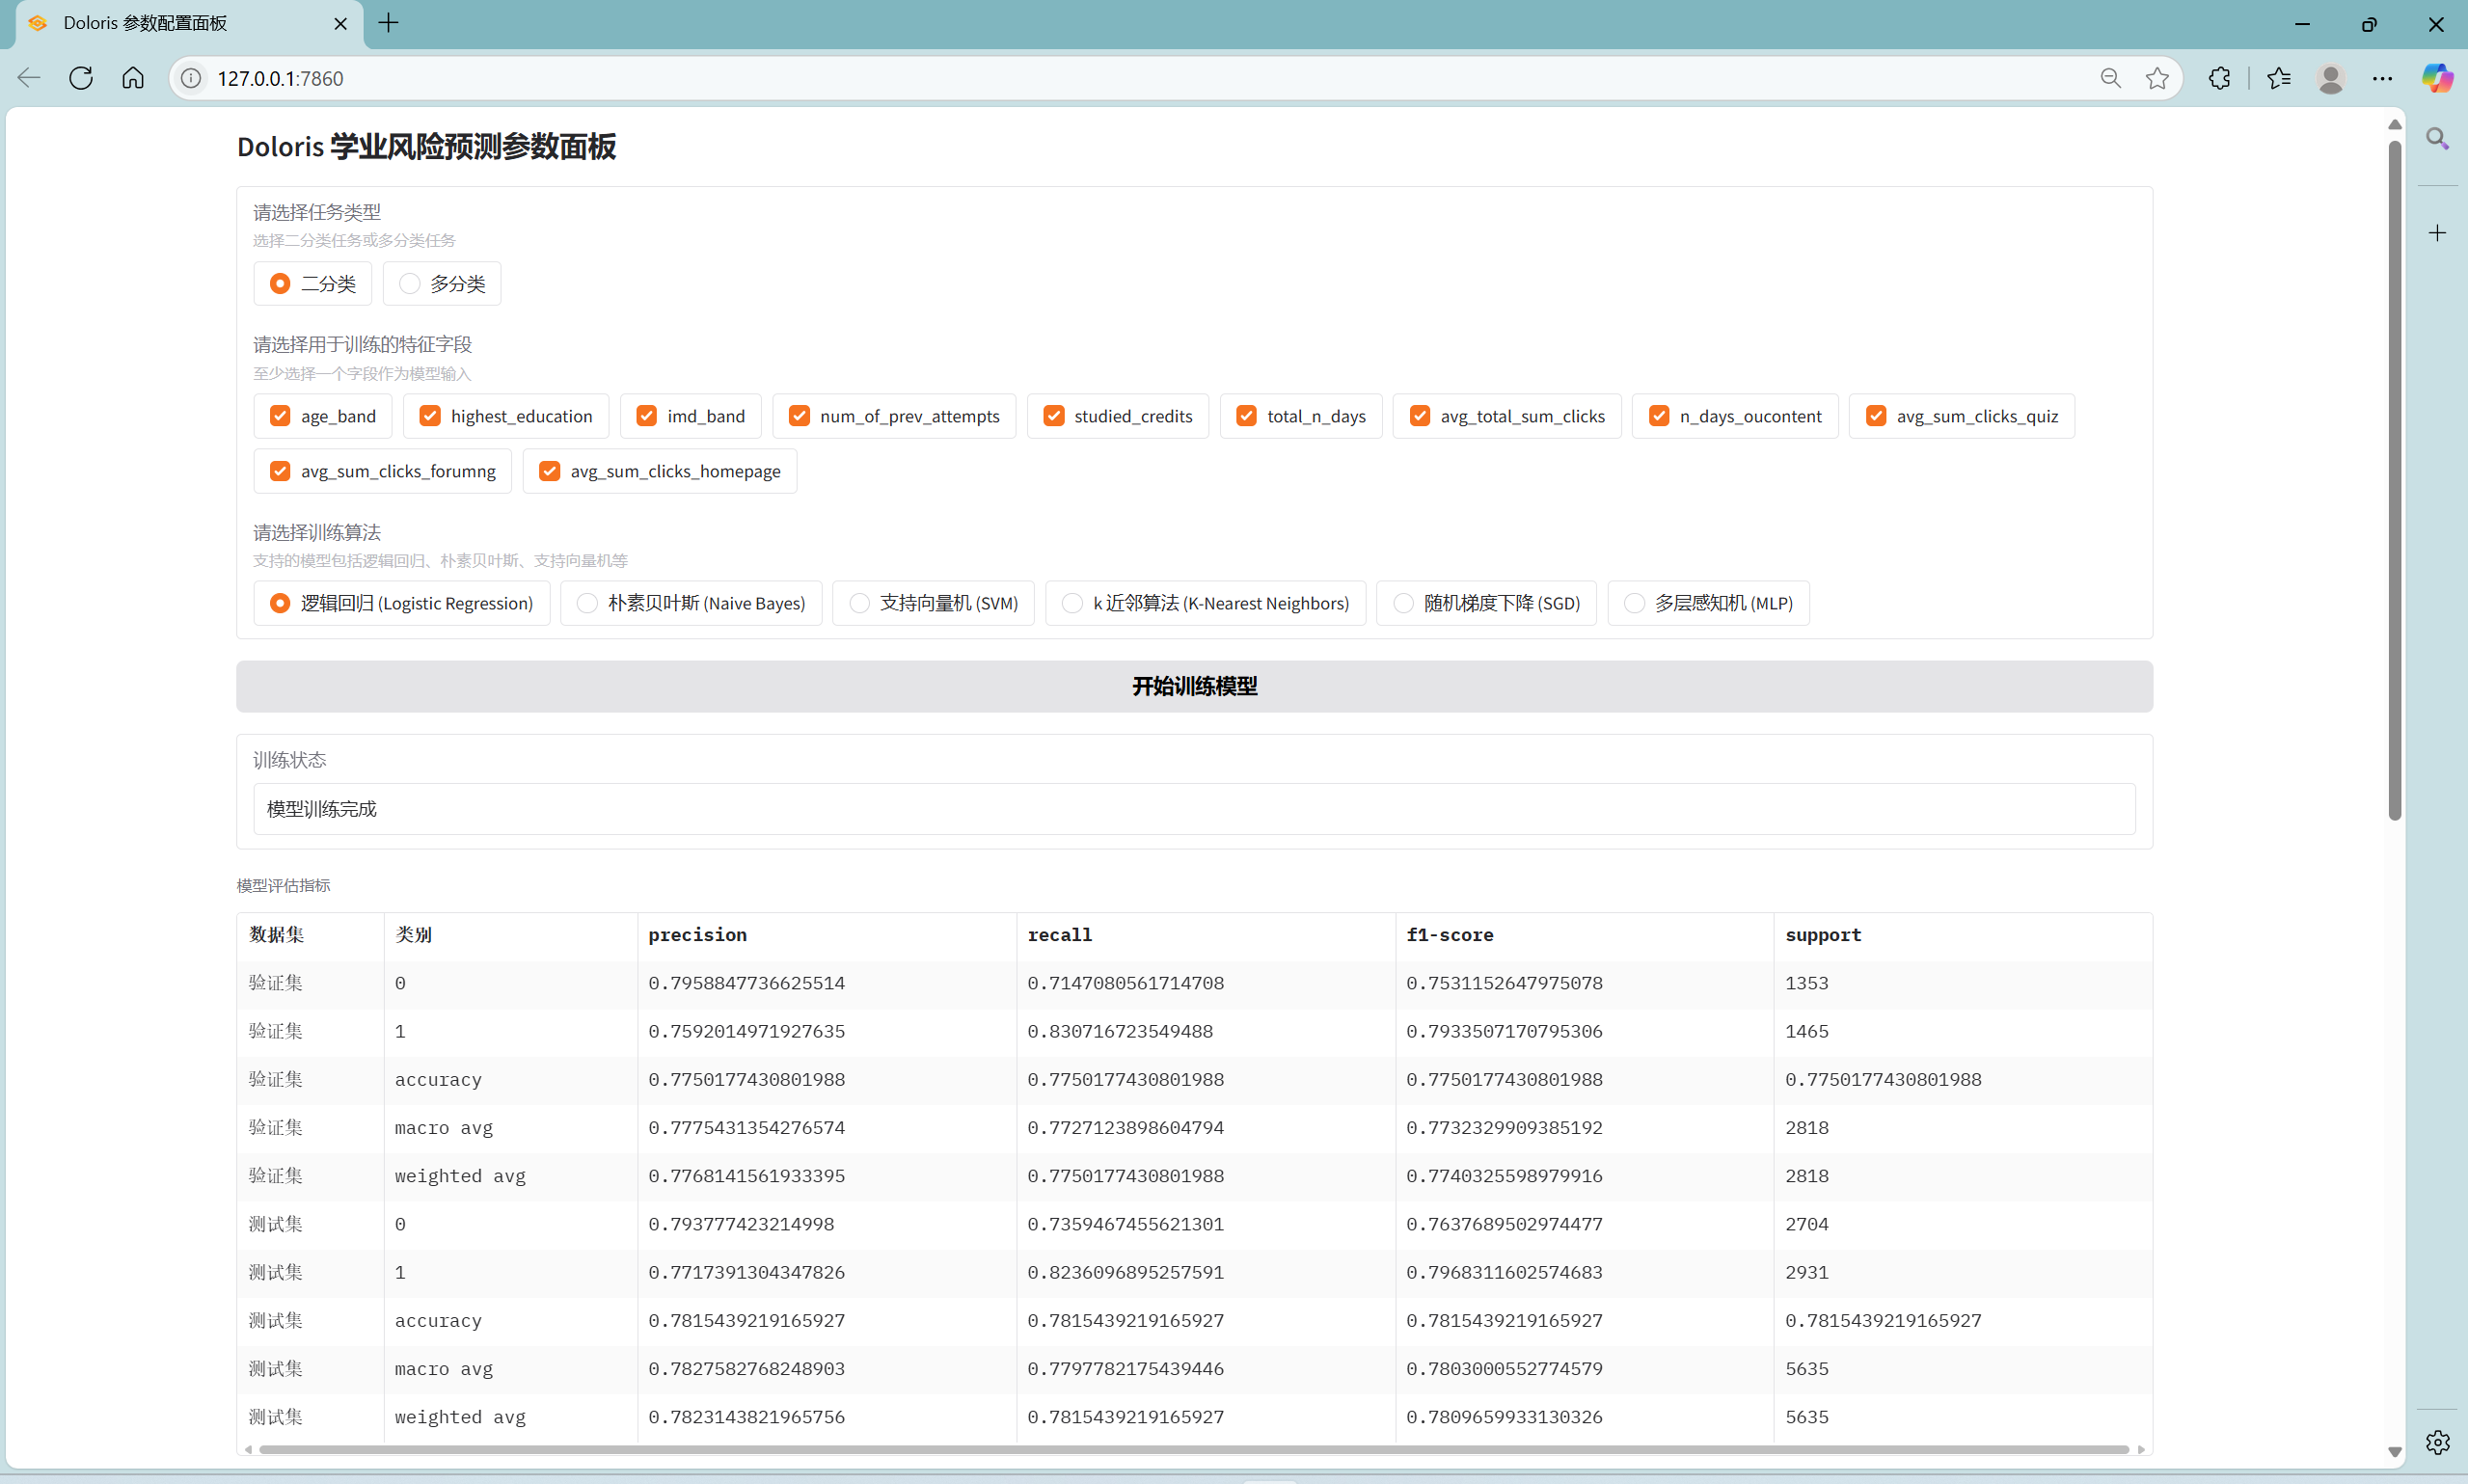 Doloris 参数配置面板
127.0.0.1:7860
Doloris 学业风险预测参数面板
请选择任务类型
选择二分类任务或多分类任务
二分类 多分类
请选择用于训练的特征字段
至少选择一个字段作为模型输入
age_band highest_education imd_band num_of_prev_attempts studied_credits total_n_days avg_total_sum_clicks n_days_oucontent avg_sum_clicks_quiz
avg_sum_clicks_forumng avg_sum_clicks_homepage
请选择训练算法
支持的模型包括逻辑回归、朴素贝叶斯、支持向量机等
逻辑回归 (Logistic Regression) 朴素贝叶斯 (Naive Bayes) 支持向量机 (SVM) k 近邻算法 (K-Nearest Neighbors) 随机梯度下降 (SGD) 多层感知机 (MLP)
开始训练模型
训练状态
模型训练完成
模型评估指标
数据集 类别 precision recall f1-score support
验证集 0 0.7958847736625514 0.7147080561714708 0.7531152647975078 1353
验证集 1 0.7592014971927635 0.830716723549488 0.7933507170795306 1465
验证集 accuracy 0.7750177430801988 0.7750177430801988 0.7750177430801988 0.7750177430801988
验证集 macro avg 0.7775431354276574 0.7727123898604794 0.7732329909385192 2818
验证集 weighted avg 0.7768141561933395 0.7750177430801988 0.7740325598979916 2818
测试集 0 0.793777423214998 0.7359467455621301 0.7637689502974477 2704
测试集 1 0.7717391304347826 0.8236096895257591 0.7968311602574683 2931
测试集 accuracy 0.7815439219165927 0.7815439219165927 0.7815439219165927 0.7815439219165927
测试集 macro avg 0.7827582768248903 0.7797782175439446 0.7803000552774579 5635
测试集 weighted avg 0.7823143821965756 0.7815439219165927 0.7809659933130326 5635